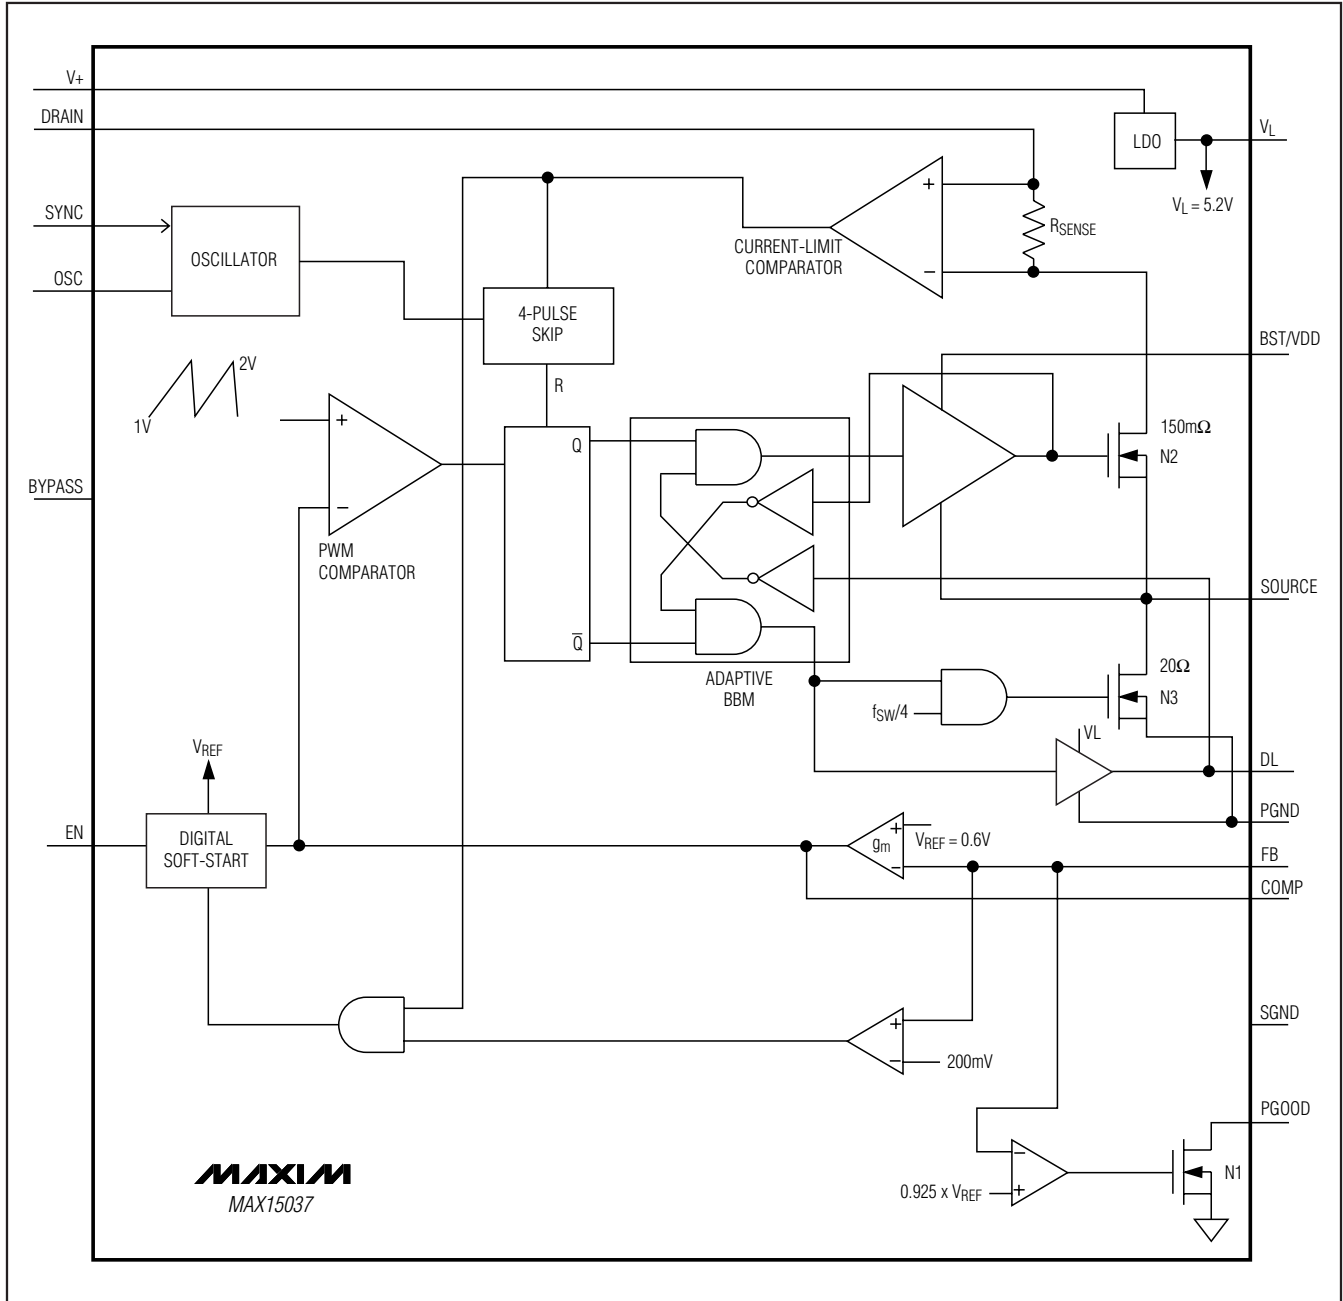 V+
DRAIN
LDO
VL
VL = 5.2V
SYNC
OSCILLATOR
OSC
CURRENT-LIMIT
COMPARATOR
+
−
RSENSE
4-PULSE
SKIP
R
BST/VDD
1V
2V
+
−
PWM
COMPARATOR
BYPASS
Q
Q̅
ADAPTIVE
BBM
150mΩ
N2
SOURCE
20Ω
N3
fSW/4
VL
DL
PGND
VREF
EN
DIGITAL
SOFT-START
gm
+
−
VREF = 0.6V
FB
COMP
+
−
200mV
SGND
PGOOD
−
+
0.925 x VREF
N1
MAXIM
MAX15037